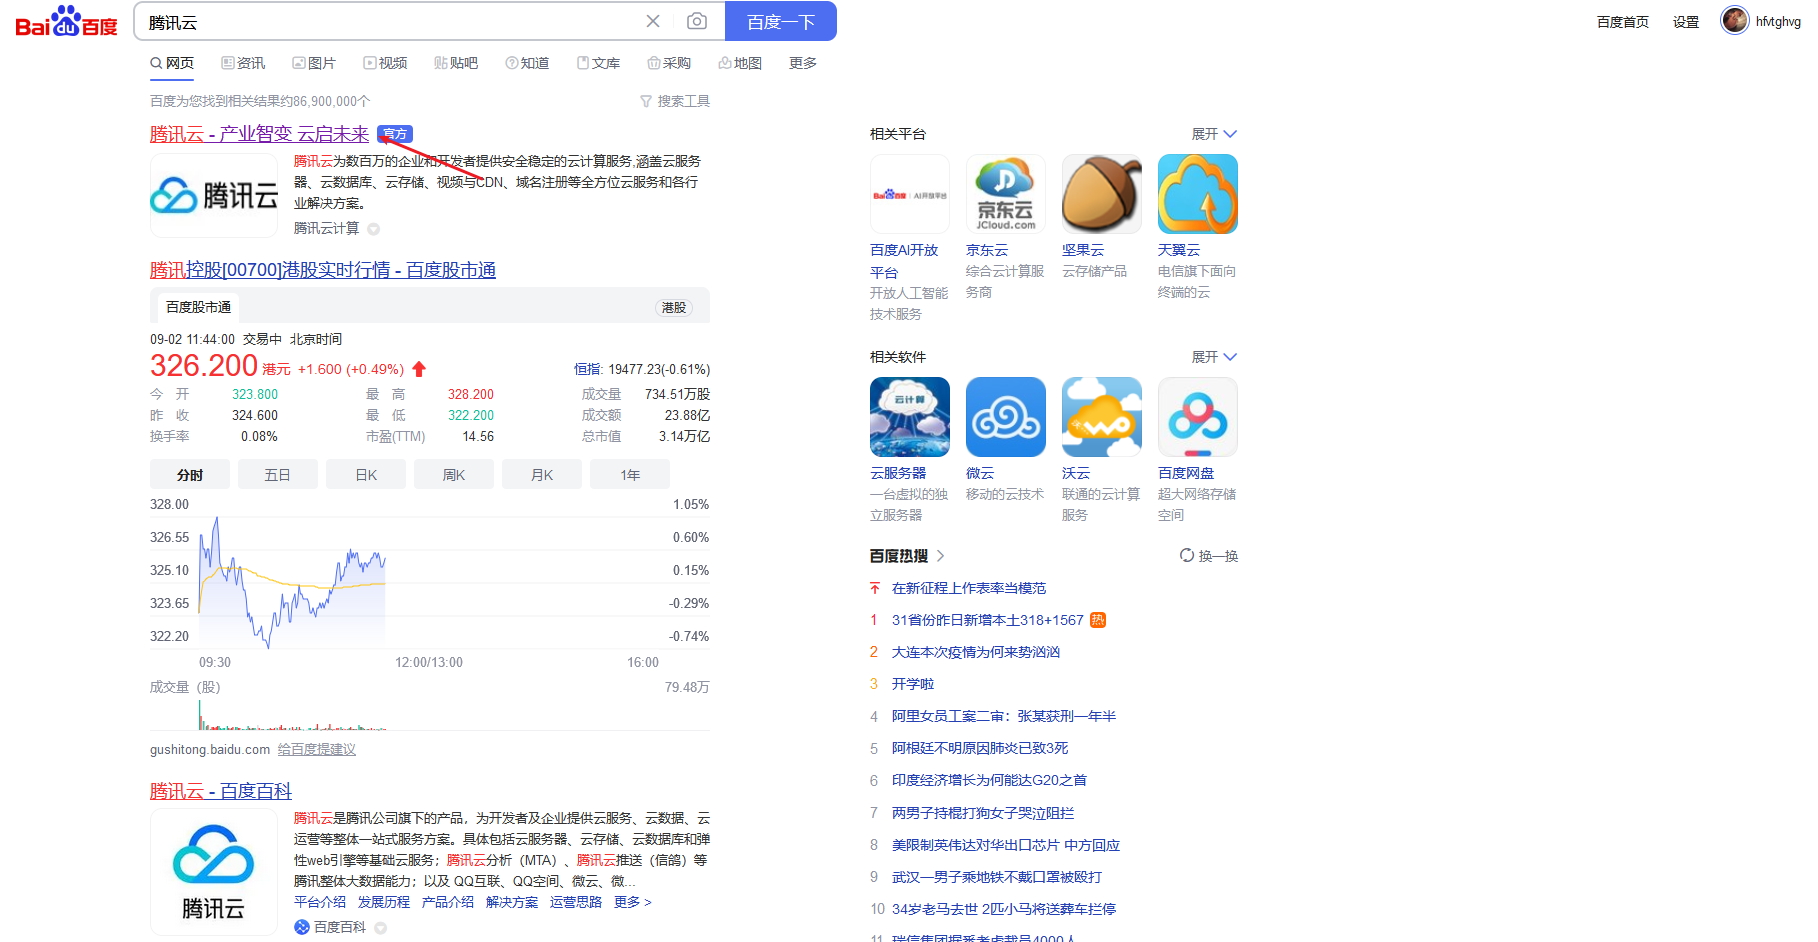 Bai du 百度
腾讯云
百度一下
百度首页 设置 hfvtghvg
网页 资讯 图片 视频 贴吧 知道 文库 采购 地图 更多
百度为您找到相关结果约86,900,000个 搜索工具
腾讯云 - 产业智变 云启未来 官方
腾讯云
腾讯云为数百万的企业和开发者提供安全稳定的云计算服务,涵盖云服务
器、云数据库、云存储、视频与CDN、域名注册等全方位云服务和各行
业解决方案。
腾讯云计算
腾讯控股[00700]港股实时行情 - 百度股市通
百度股市通 港股
09-02 11:44:00 交易中 北京时间
326.200 港元 +1.600 (+0.49%) 恒指: 19477.23(-0.61%)
今 开 323.800 最 高 328.200 成交量 734.51万股
昨 收 324.600 最 低 322.200 成交额 23.88亿
换手率 0.08% 市盈(TTM) 14.56 总市值 3.14万亿
分时 五日 日K 周K 月K 1年
328.00 1.05%
326.55 0.60%
325.10 0.15%
323.65 -0.29%
322.20 -0.74%
09:30 12:00/13:00 16:00
成交量（股） 79.48万
gushitong.baidu.com 给百度提建议
腾讯云 - 百度百科
腾讯云
腾讯云是腾讯公司旗下的产品，为开发者及企业提供云服务、云数据、云
运营等整体一站式服务方案。具体包括云服务器、云存储、云数据库和弹
性web引擎等基础云服务；腾讯云分析（MTA）、腾讯云推送（信鸽）等
腾讯整体大数据能力；以及 QQ互联、QQ空间、微云、微...
平台介绍 发展历程 产品介绍 解决方案 运营思路 更多 >
百度百科
相关平台 展开
Bai du 百度 AI开放平台
京东云
JCloud.com
百度AI开放
平台
开放人工智能
技术服务
京东云
综合云计算服
务商
坚果云
云存储产品
天翼云
电信旗下面向
终端的云
相关软件 展开
云计算
wo
云服务器
一台虚拟的独
立服务器
微云
移动的云技术
沃云
联通的云计算
服务
百度网盘
超大网络存储
空间
百度热搜 换一换
在新征程上作表率当模范
1 31省份昨日新增本土318+1567 热
2 大连本次疫情为何来势汹汹
3 开学啦
4 阿里女员工案二审：张某获刑一年半
5 阿根廷不明原因肺炎已致3死
6 印度经济增长为何能达G20之首
7 两男子持棍打狗女子哭泣阻拦
8 美限制英伟达对华出口芯片 中方回应
9 武汉一男子乘地铁不戴口罩被殴打
10 34岁老马去世 2匹小马将送葬车拦停
11 瑞信集团据悉考虑裁员4000人